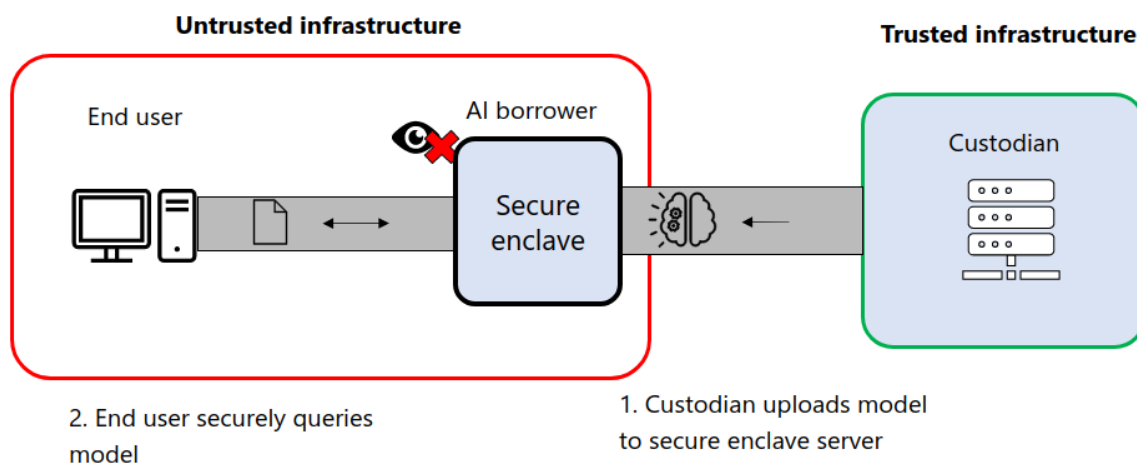 Untrusted infrastructure
Trusted infrastructure
End user
AI borrower
Custodian
Secure
enclave
2. End user securely queries
model
1. Custodian uploads model
to secure enclave server